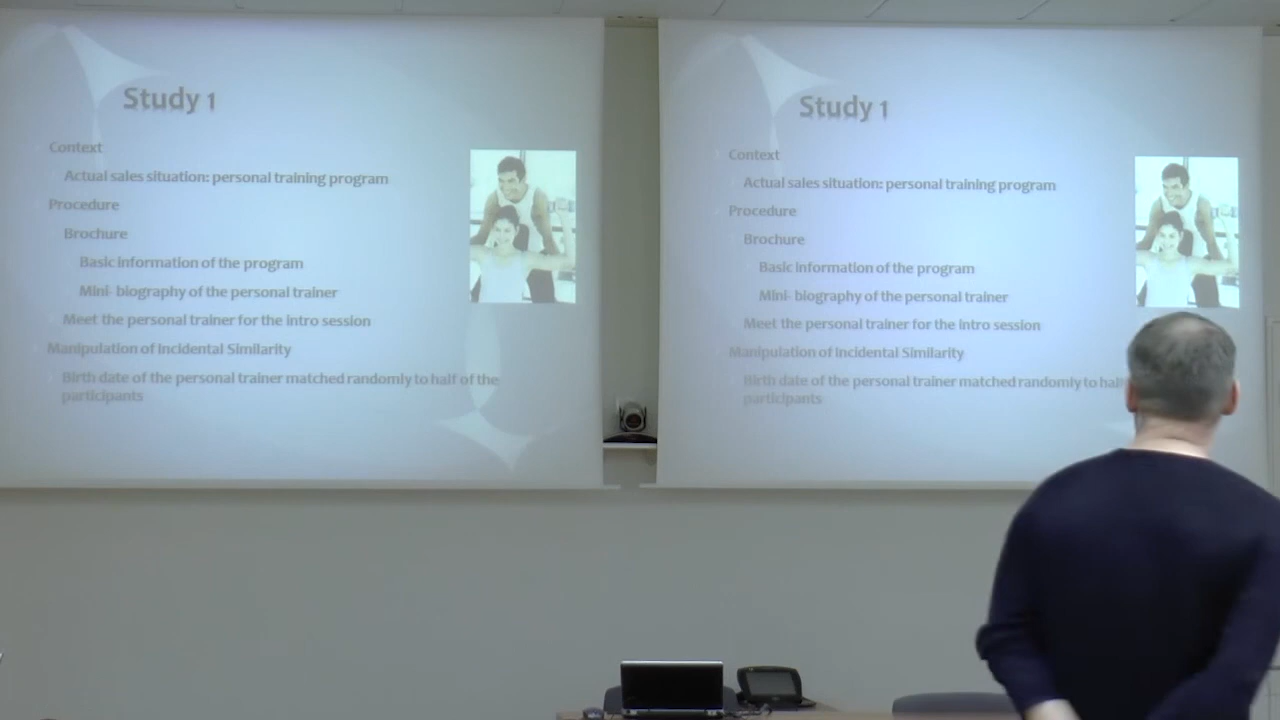 Study 1
Context
Actual sales situation: personal training program
Procedure
Brochure
Basic information of the program
Mini- biography of the personal trainer
Meet the personal trainer for the intro session
Manipulation of Incidental Similarity
Birth date of the personal trainer matched randomly to half of the
participants
Study 1
Context
Actual sales situation: personal training program
Procedure
Brochure
Basic information of the program
Mini- biography of the personal trainer
Meet the personal trainer for the intro session
Manipulation of Incidental Similarity
Birth date of the personal trainer matched randomly to half
participants